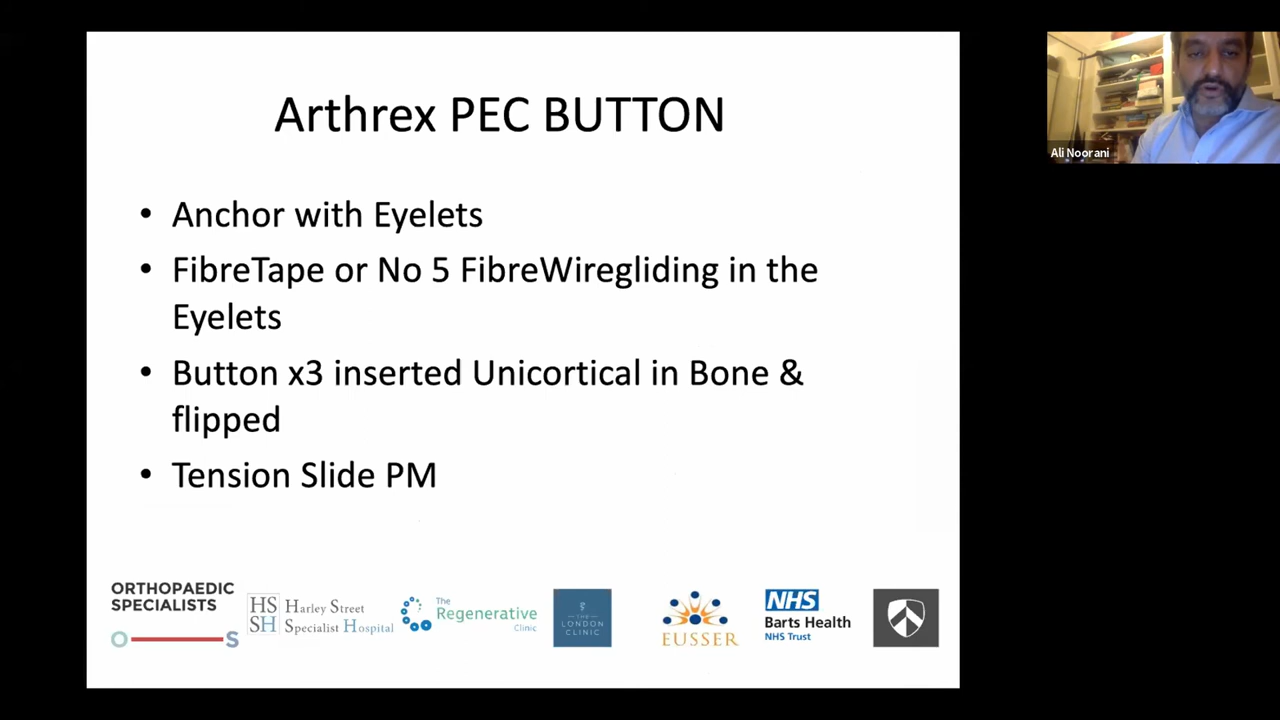 Arthrex PEC BUTTON
• Anchor with Eyelets
• FibreTape or No 5 FibreWiregliding in the
Eyelets
• Button x3 inserted Unicortical in Bone &
flipped
• Tension Slide PM
Ali Noorani
ORTHOPAEDIC
SPECIALISTS
O S
HS
SH
Harley Street
Specialist Hospital
The
Regenerative
Clinic
THE
LONDON
CLINIC
EUSSER
NHS
Barts Health
NHS Trust